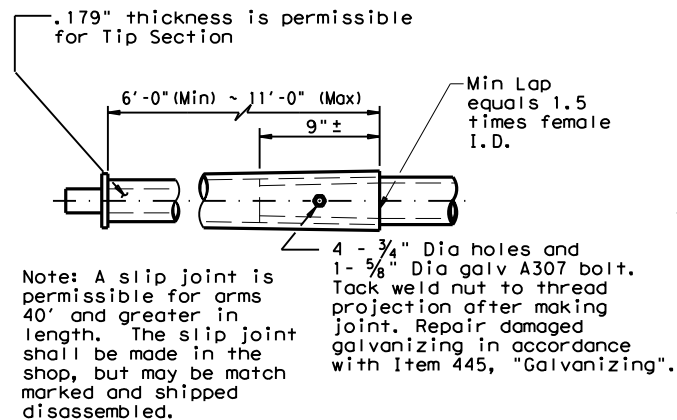 .179" thickness is permissible
for Tip Section
6'-0"(Min) ~ 11'-0" (Max)
9"±
Min Lap
equals 1.5
times female
I.D.
4 - 3/4" Dia holes and
1- 5/8" Dia galv A307 bolt.
Tack weld nut to thread
projection after making
joint. Repair damaged
galvanizing in accordance
with Item 445, "Galvanizing".
Note: A slip joint is
permissible for arms
40' and greater in
length. The slip joint
shall be made in the
shop, but may be match
marked and shipped
disassembled.